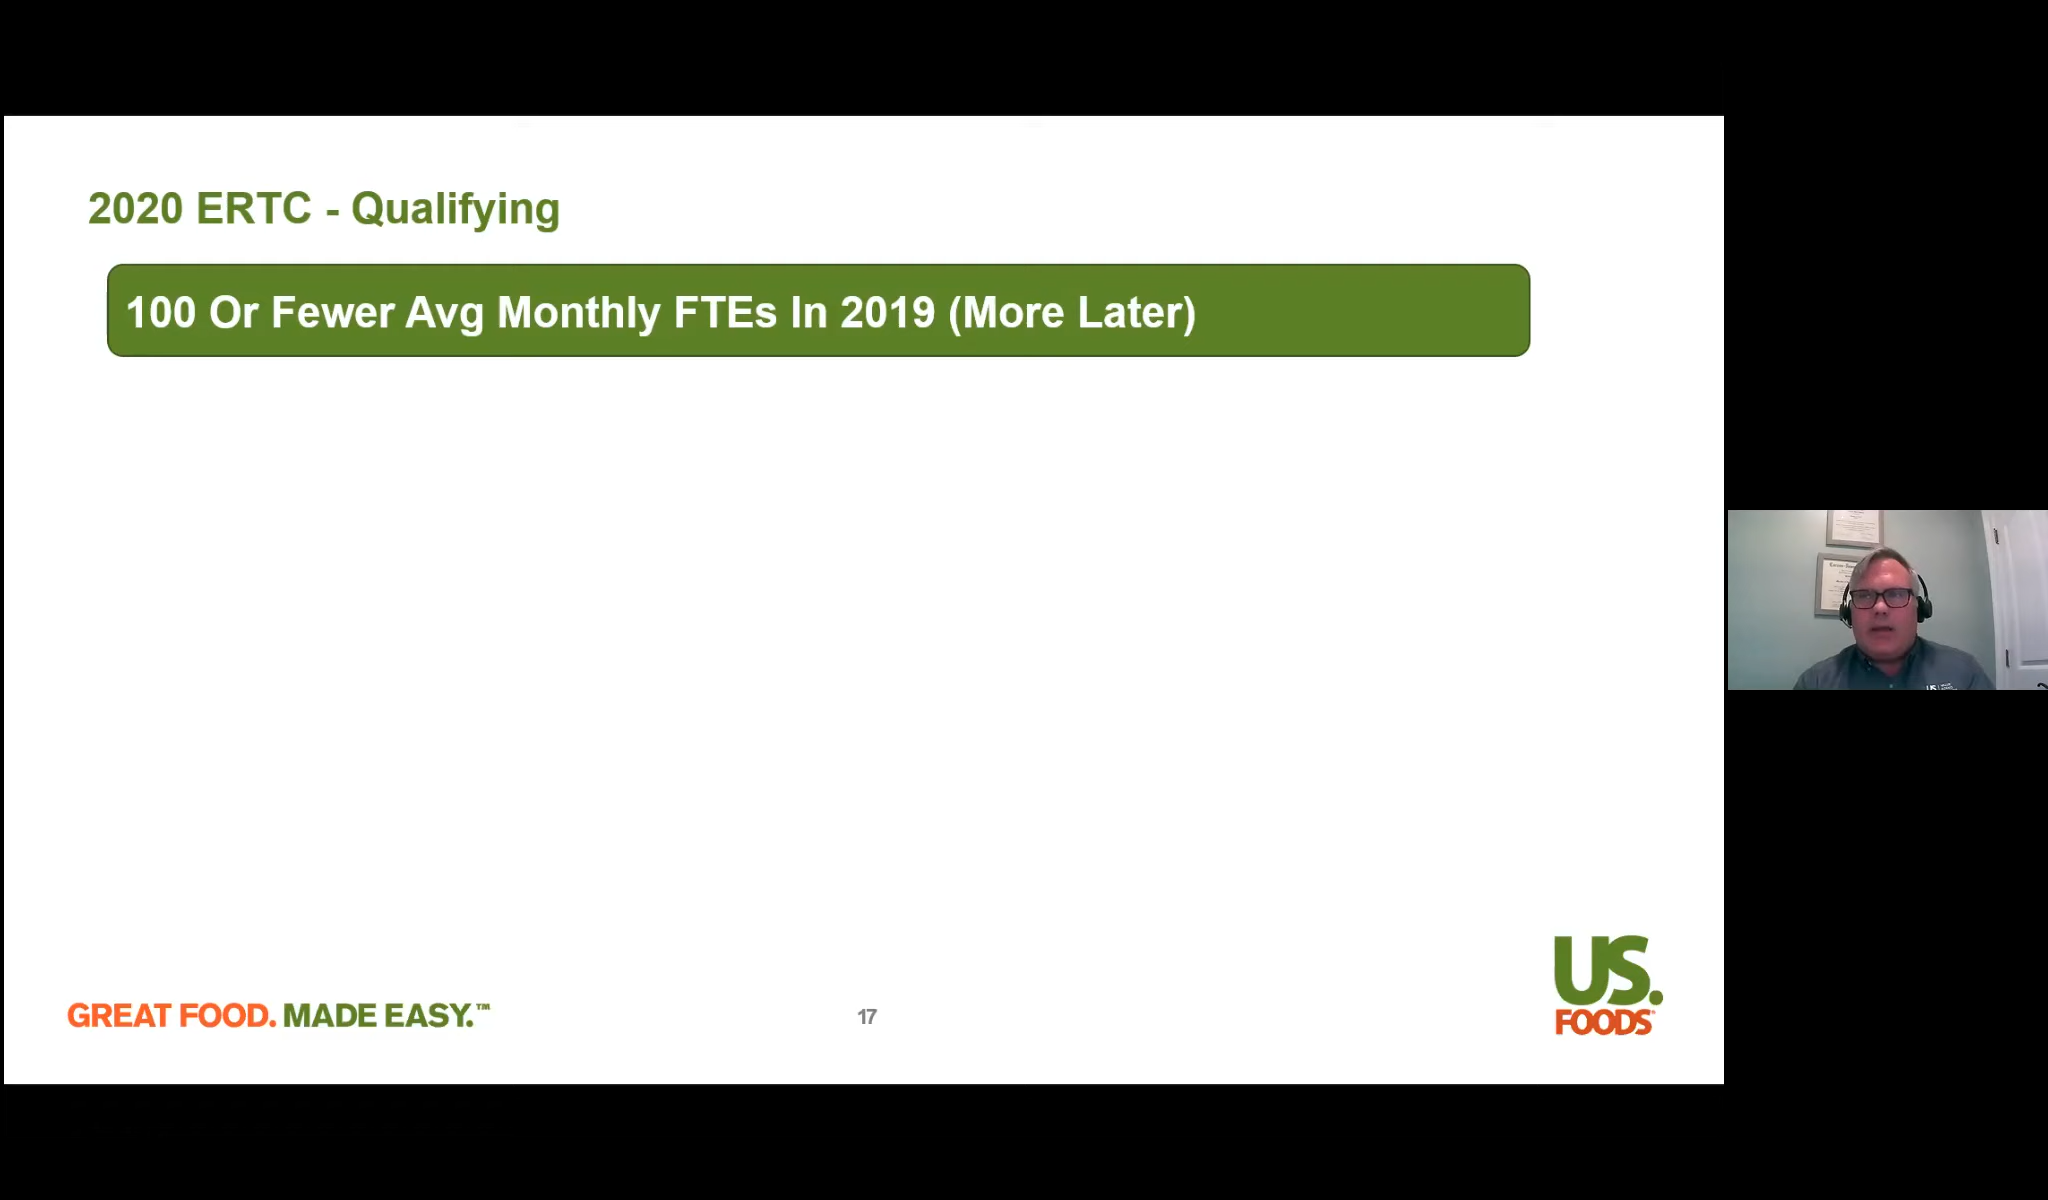 2020 ERTC - Qualifying
100 Or Fewer Avg Monthly FTEs In 2019 (More Later)
GREAT FOOD. MADE EASY.™
17
US.
FOODS®
US